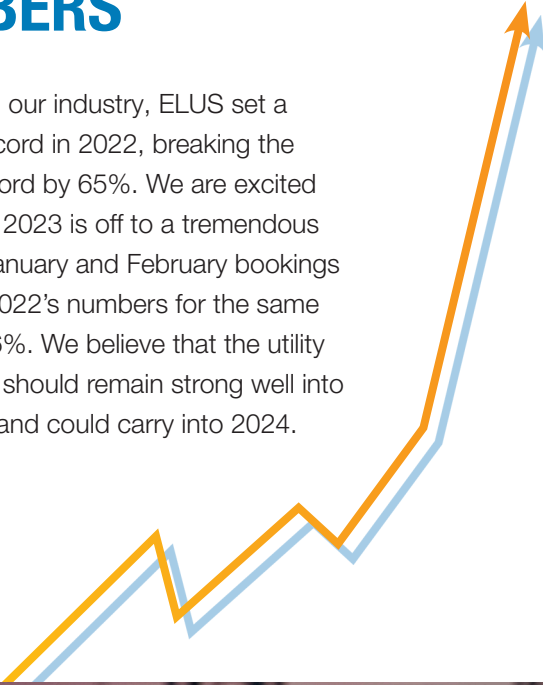 BERS
our industry, ELUS set a
cord in 2022, breaking the
ord by 65%. We are excited
2023 is off to a tremendous
anuary and February bookings
022's numbers for the same
6%. We believe that the utility
should remain strong well into
and could carry into 2024.